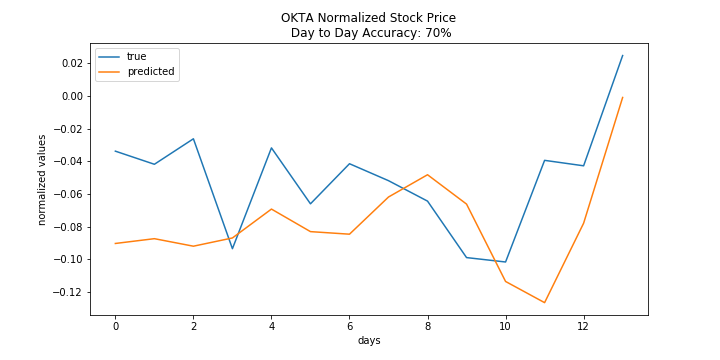 OKTA Normalized Stock Price
Day to Day Accuracy: 70%
true
predicted
0.02
0.00
−0.02
−0.04
−0.06
−0.08
−0.10
−0.12
normalized values
0 2 4 6 8 10 12
days